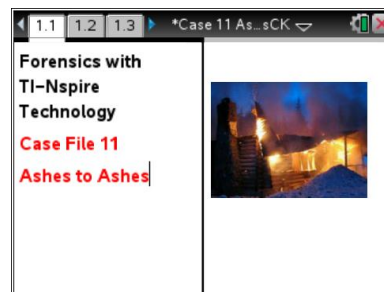 1.1 1.2 1.3 *Case 11 As...sCK
Forensics with
TI-Nspire
Technology
Case File 11
Ashes to Ashes